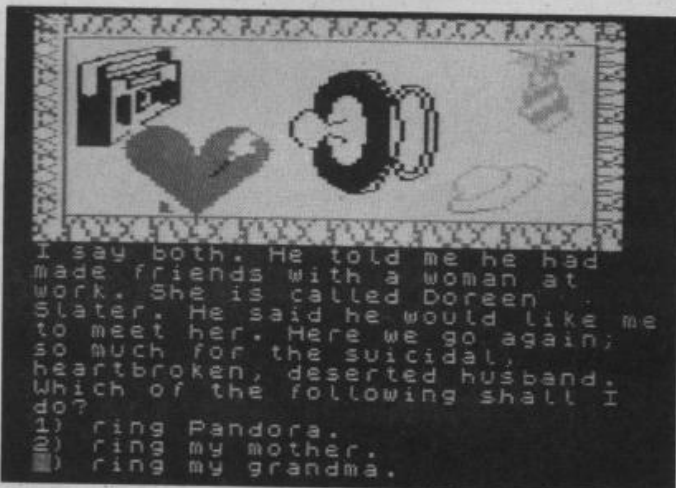 I say both. He told me he had
made friends with a woman at
work. She is called Doreen
Slater. He said he would like me
to meet her. Here we go again;
so much for the suicidal,
heartbroken, deserted husband.
Which of the following shall I
do?
1) ring Pandora.
2) ring my mother.
) ring my grandma.